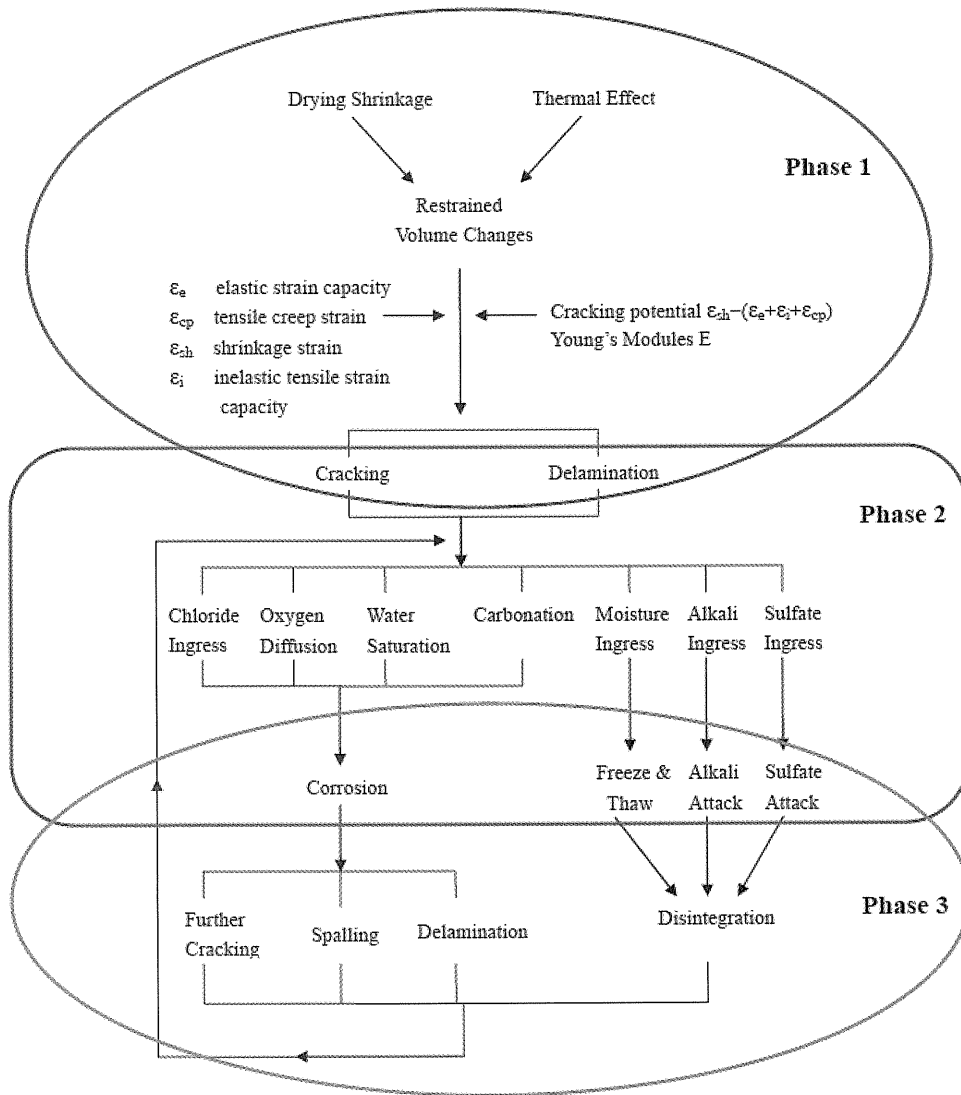 Drying Shrinkage
Thermal Effect
Phase 1
Restrained
Volume Changes
εe elastic strain capacity
εcp tensile creep strain
εsh shrinkage strain
εi inelastic tensile strain
capacity
Cracking potential εsh−(εe+εi+εcp)
Young's Modules E
Cracking
Delamination
Phase 2
Chloride
Ingress
Oxygen
Diffusion
Water
Saturation
Carbonation
Moisture
Ingress
Alkali
Ingress
Sulfate
Ingress
Corrosion
Freeze &
Thaw
Alkali
Attack
Sulfate
Attack
Phase 3
Further
Cracking
Spalling
Delamination
Disintegration